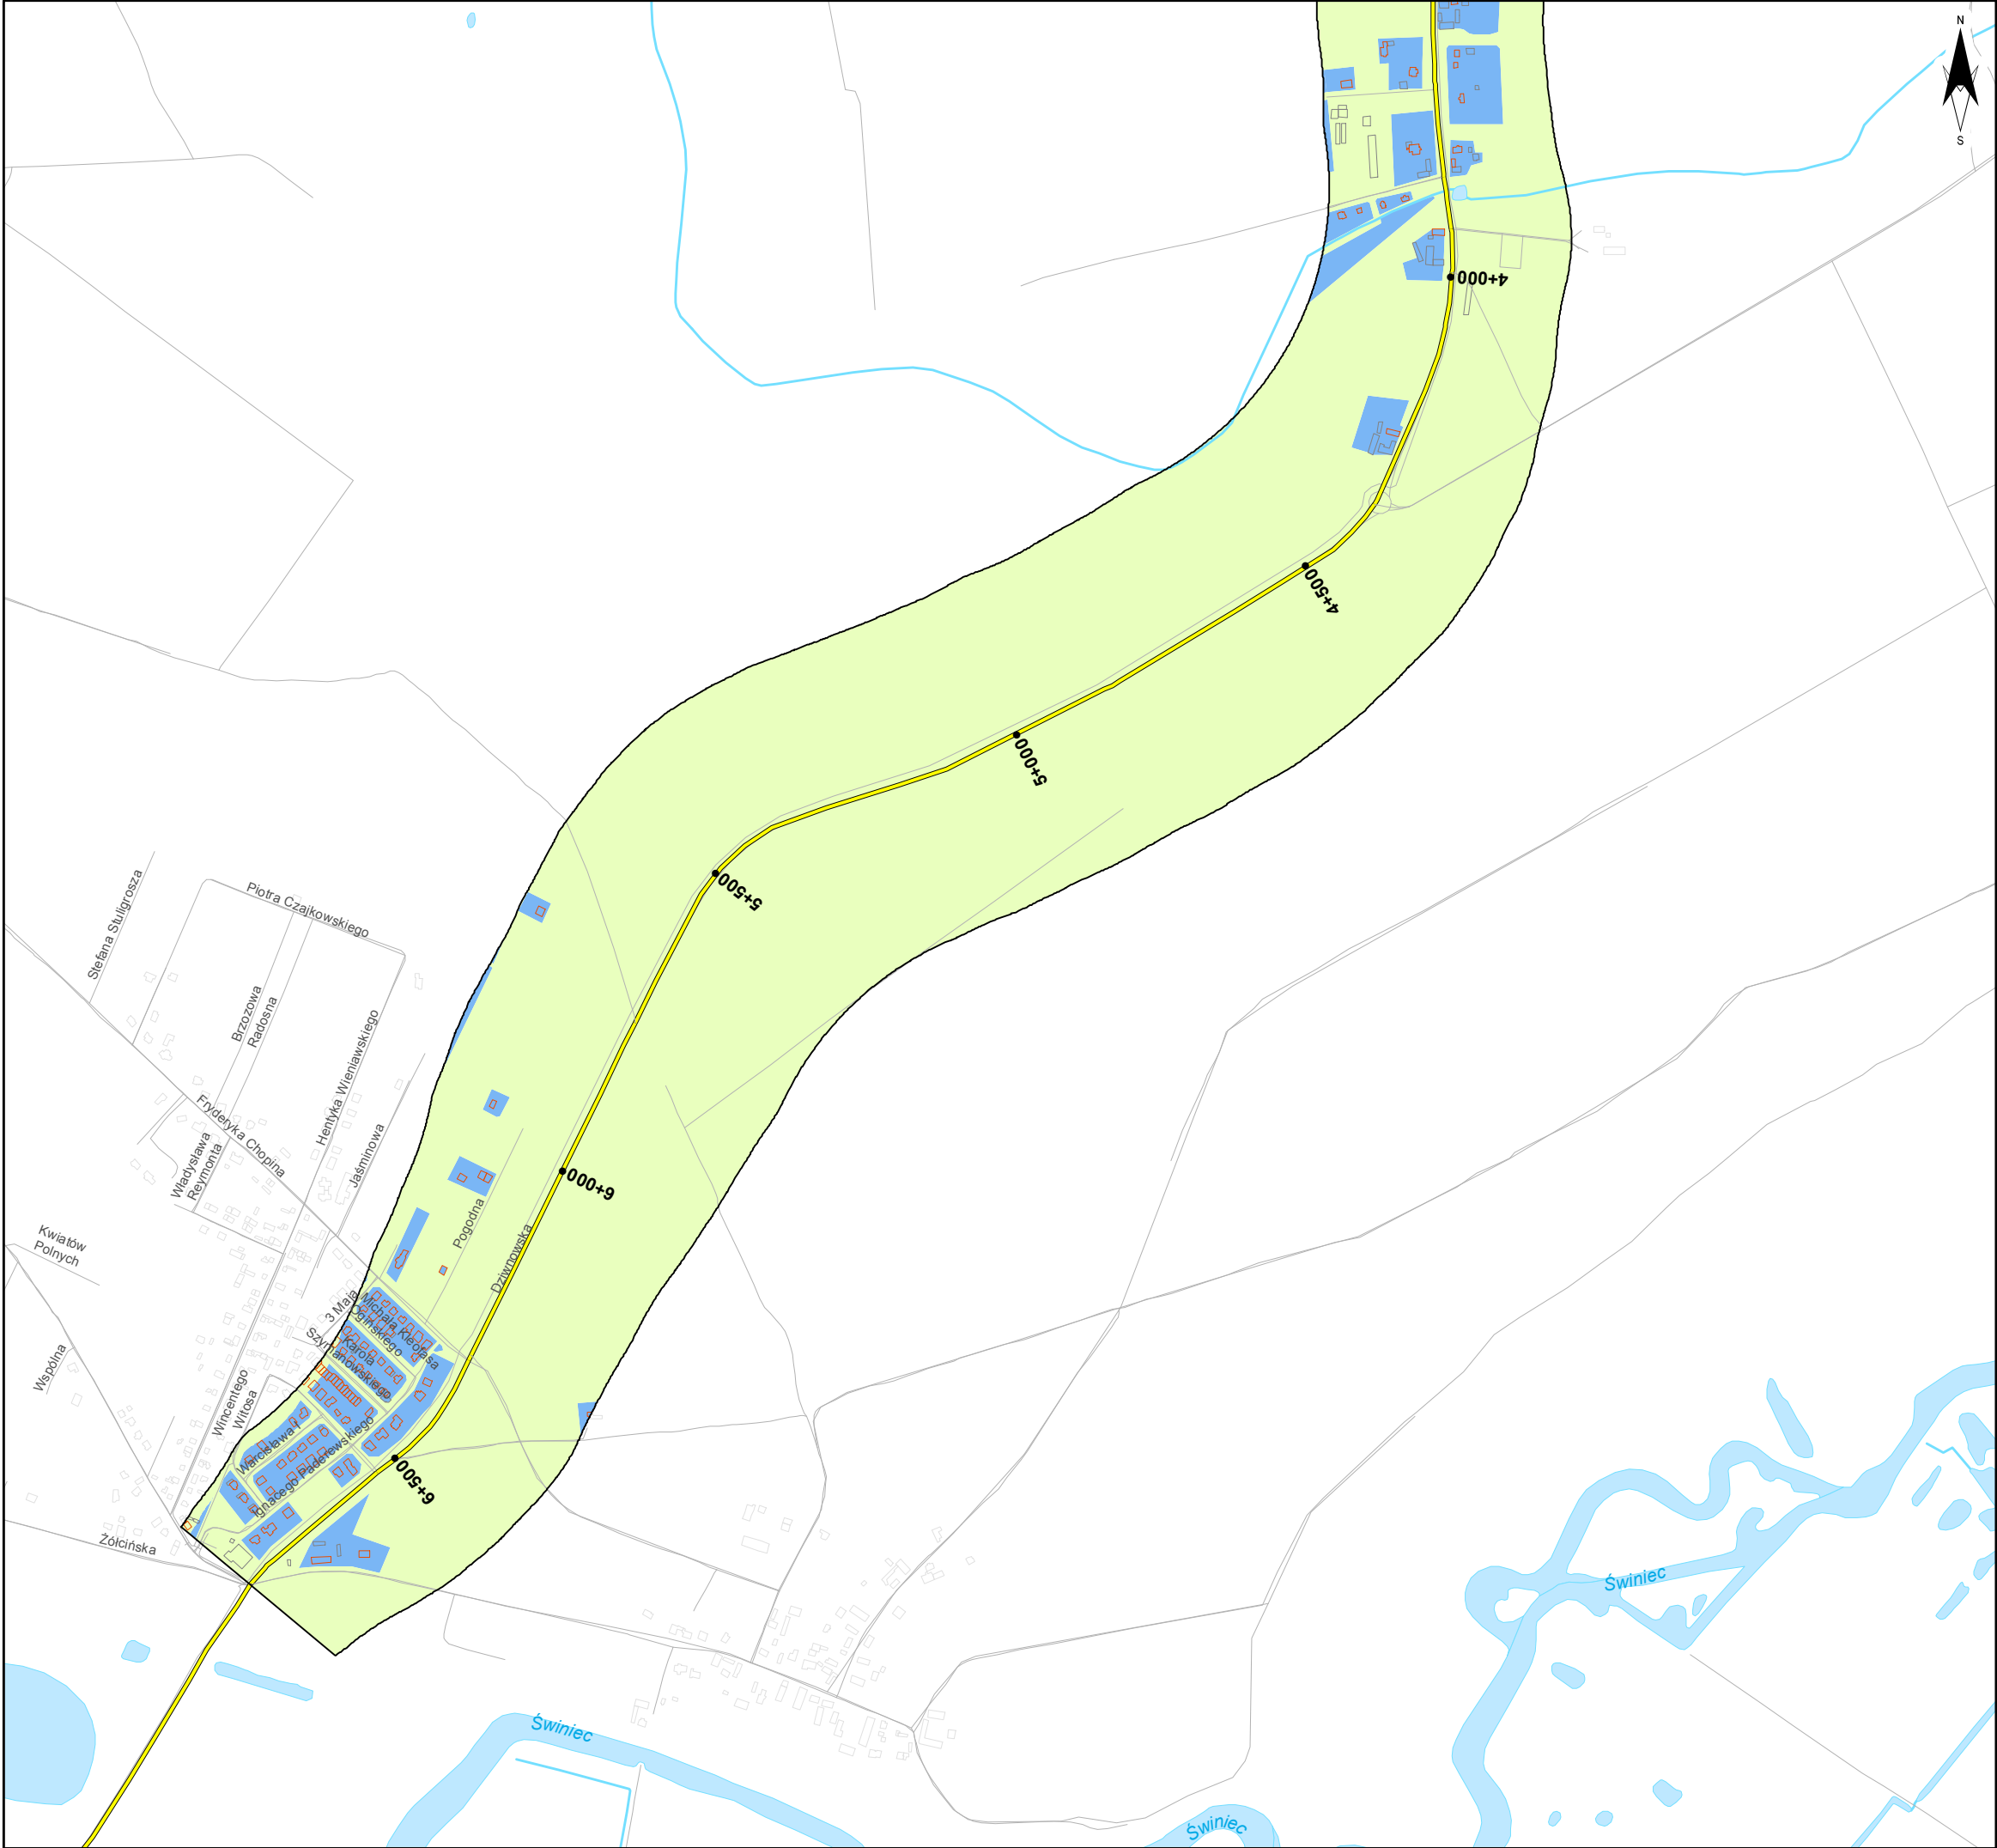 N
S
4+000
4+500
5+000
5+500
Piotra Czajkowskiego
Stefana Stuligrosza
Brzozowa
Radosna
Hentyka Wieniawskiego
Fryderyka Chopina
Władysława
Reymonta
Jaśminowa
6+000
Pogodna
Dziwnowska
Kwiatów
Polnych
3 Maja
Michała Kleofasa
Ogińskiego
Karola
Szymanowskiego
Wspólna
Wincentego
Witosa
Warcisława I
Ignacego Paderewskiego
6+500
Żółcińska
Świniec
Świniec
Świniec